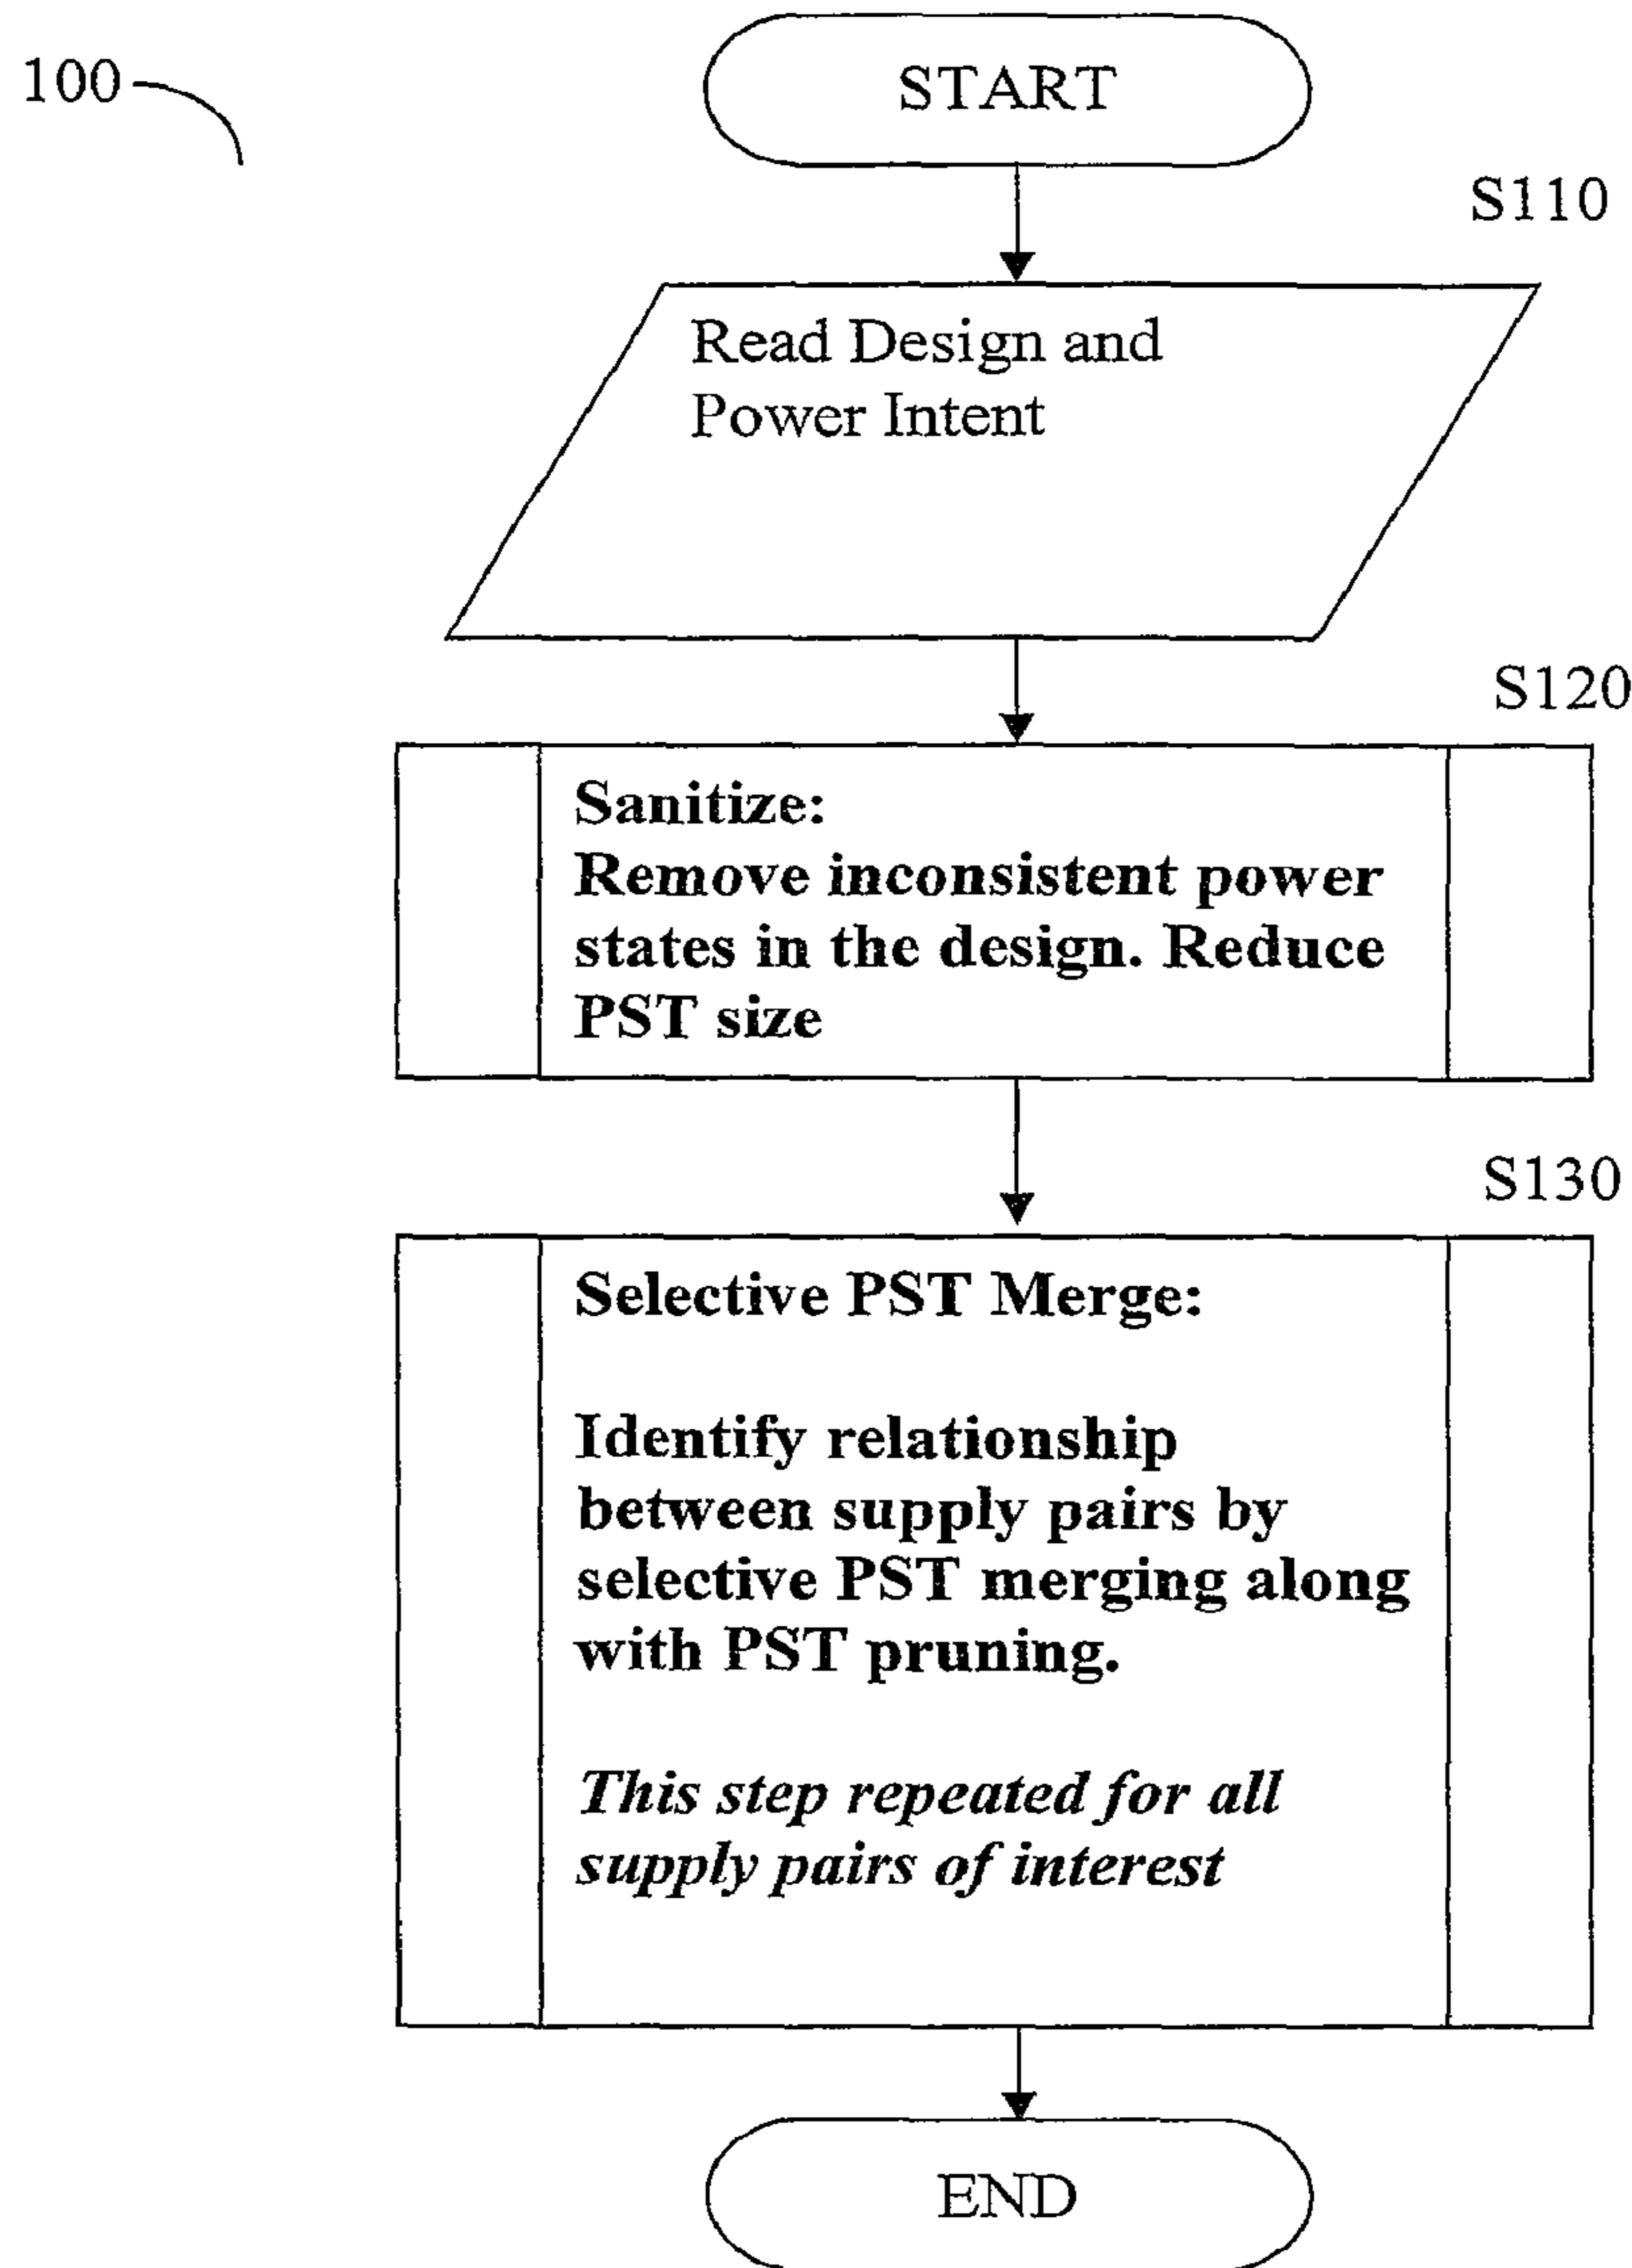 100
START
S110
Read Design and
Power Intent
S120
Sanitize:
Remove inconsistent power
states in the design. Reduce
PST size
S130
Selective PST Merge:
Identify relationship
between supply pairs by
selective PST merging along
with PST pruning.
This step repeated for all
supply pairs of interest
END